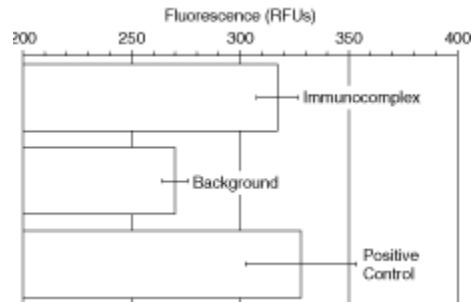 Fluorescence (RFUs)
200 250 300 350 400
Immunocomplex
Background
Positive
Control